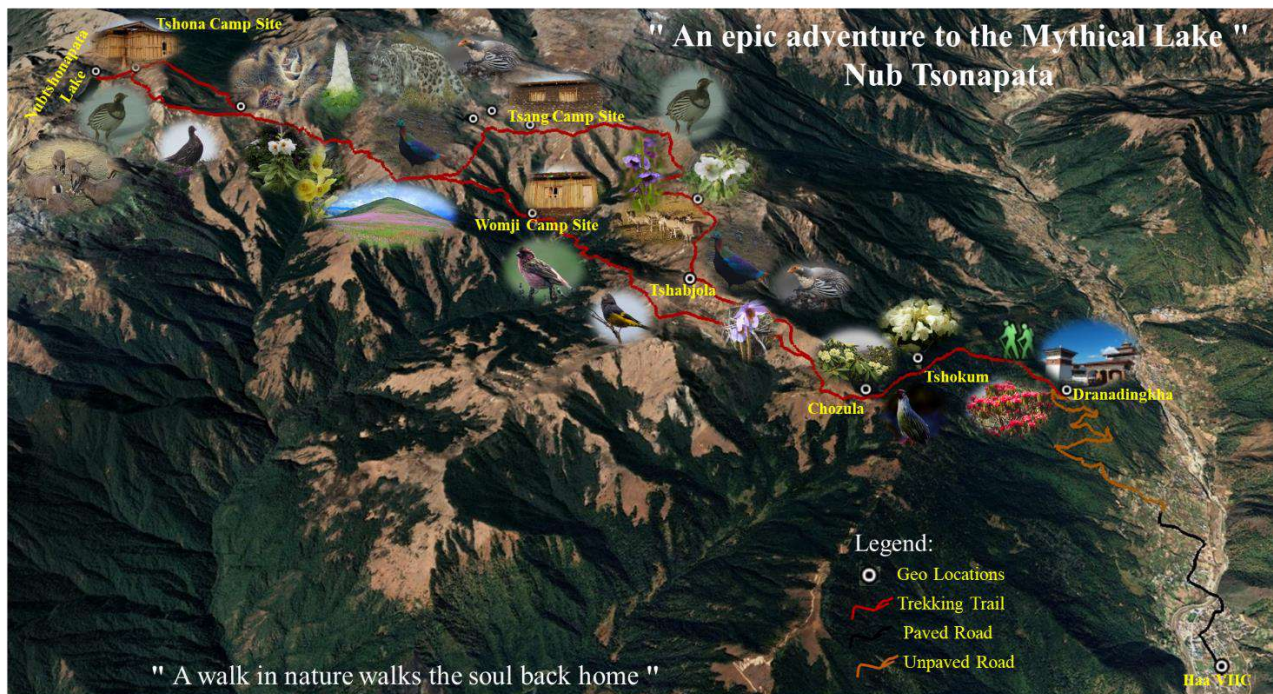 Tshona Camp Site
" An epic adventure to the Mythical Lake "
Nub Tsonapata
Nubtshonapata
Lake
Tsang Camp Site
Womji Camp Site
Tshabjola
Tshokum
Chozula
Dranadingkha
Legend:
Geo Locations
Trekking Trail
Paved Road
Unpaved Road
Haa VIIC
" A walk in nature walks the soul back home "